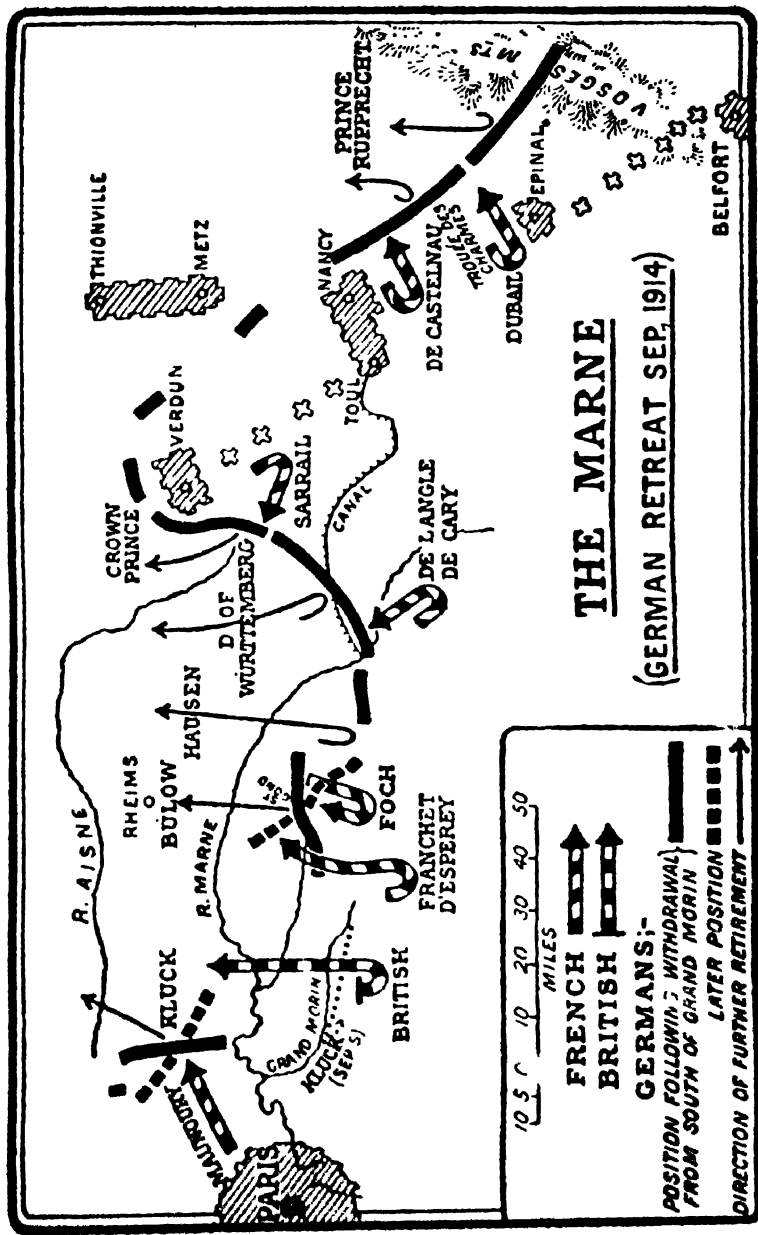 THE MARNE
(GERMAN RETREAT SEP, 1914)
R. AISNE
RHEIMS
R. MARNE
ST
GOND
GRAND MORIN
PARIS
MAUNOURY
KLUCK
KLUCK
(SEP 5)
BRITISH
BÜLOW
FRANCHET
D'ESPEREY
FOCH
HAUSEN
D OF
WÜRTTEMBERG
DE LANGLE
DE CARY
CROWN
PRINCE
SARRAIL
CANAL
VERDUN
TOUL
THIONVILLE
METZ
NANCY
DE CASTELNAU
TROUÉE DES
CHARMES
DUBAIL
EPINAL
PRINCE
RUPPRECHT
VOSGES
MTS
BELFORT
10 5 0 10 20 30 40 50
MILES
FRENCH
BRITISH
GERMANS;-
POSITION FOLLOWING WITHDRAWAL
FROM SOUTH OF GRAND MORIN
LATER POSITION
DIRECTION OF FURTHER RETIREMENT